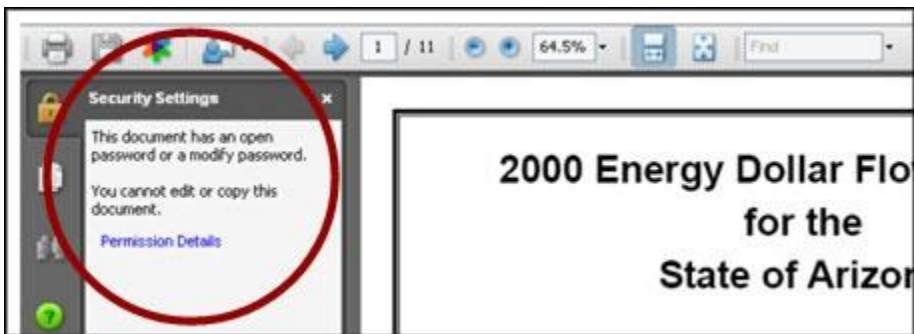 1 / 11 64.5% Find
Security Settings
This document has an open
password or a modify password.
You cannot edit or copy this
document.
Permission Details
2000 Energy Dollar Flo
for the
State of Arizo